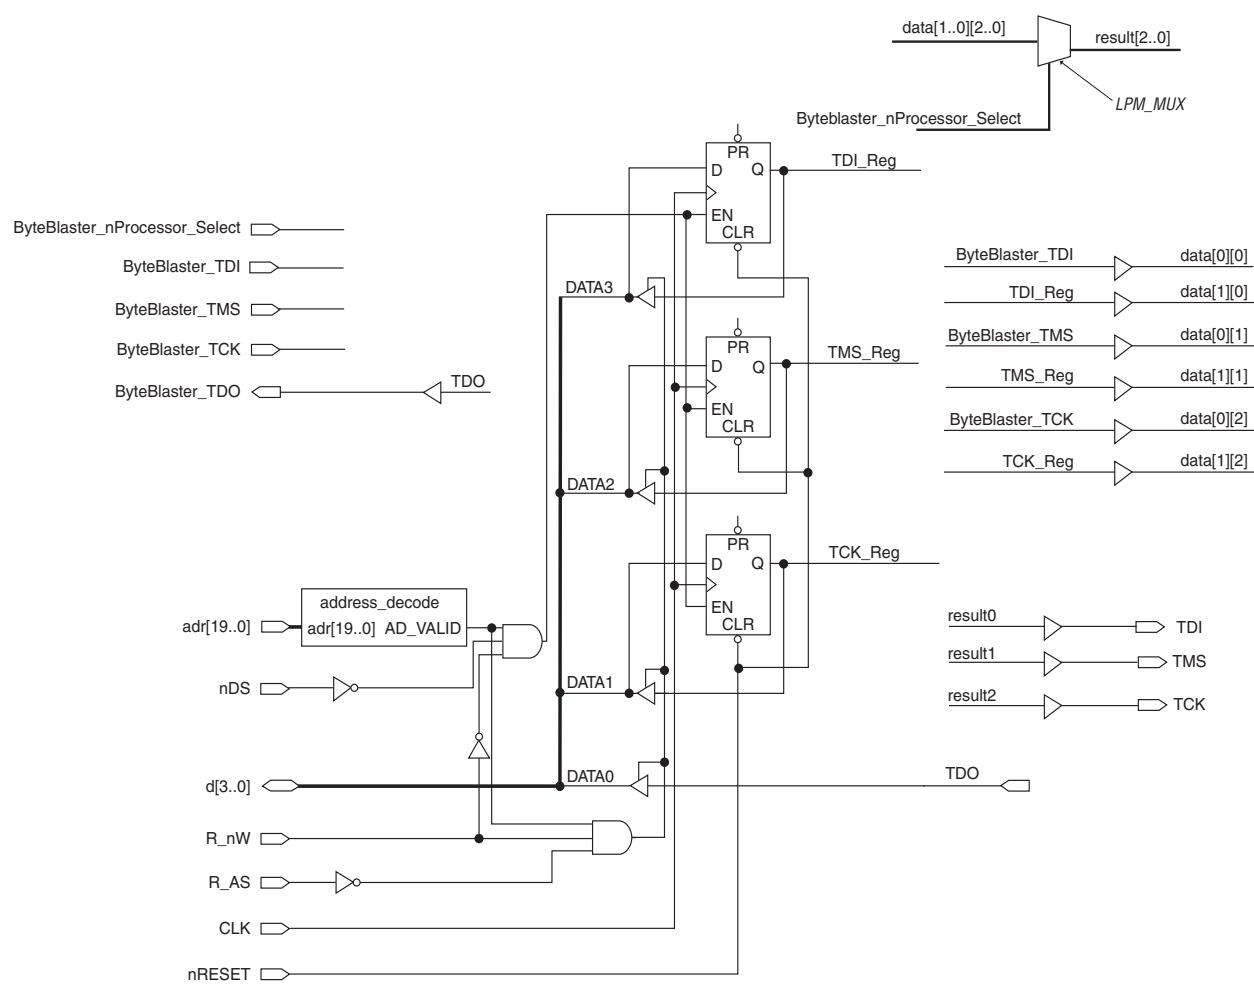 data[1..0][2..0]
result[2..0]
LPM_MUX
Byteblaster_nProcessor_Select
PR
D
Q
TDI_Reg
EN
CLR
ByteBlaster_nProcessor_Select
ByteBlaster_TDI
ByteBlaster_TMS
ByteBlaster_TCK
ByteBlaster_TDO
TDO
DATA3
PR
D
Q
TMS_Reg
EN
CLR
DATA2
PR
D
Q
TCK_Reg
EN
CLR
DATA1
ByteBlaster_TDI
data[0][0]
TDI_Reg
data[1][0]
ByteBlaster_TMS
data[0][1]
TMS_Reg
data[1][1]
ByteBlaster_TCK
data[0][2]
TCK_Reg
data[1][2]
address_decode
adr[19..0]
adr[19..0] AD_VALID
nDS
d[3..0]
DATA0
TDO
R_nW
R_AS
CLK
nRESET
result0
TDI
result1
TMS
result2
TCK